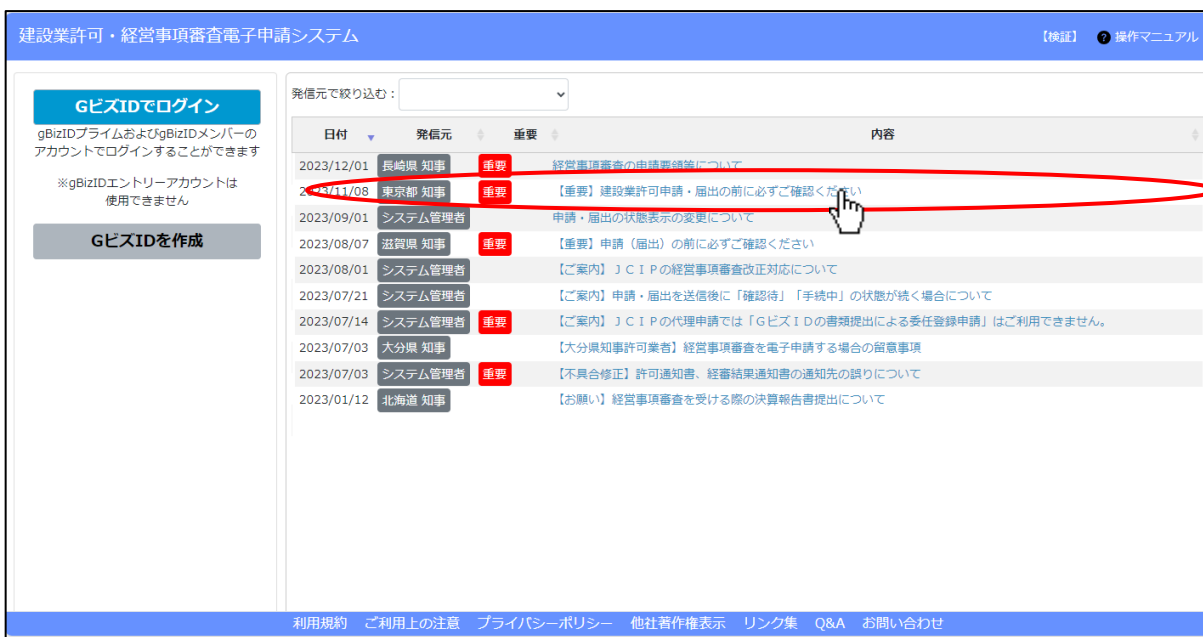 建設業許可・経営事項審査電子申請システム
【検証】 ? 操作マニュアル
GビズIDでログイン
gBizIDプライムおよびgBizIDメンバーの
アカウントでログインすることができます
※gBizIDエントリーアカウントは
使用できません
GビズIDを作成
発信元で絞り込む：
日付 発信元 重要 内容
2023/12/01 長崎県 知事 重要 経営事項審査の申請要領等について
2023/11/08 東京都 知事 重要 【重要】建設業許可申請・届出の前に必ずご確認ください
2023/09/01 システム管理者 申請・届出の状態表示の変更について
2023/08/07 滋賀県 知事 重要 【重要】申請（届出）の前に必ずご確認ください
2023/08/01 システム管理者 【ご案内】ＪＣＩＰの経営事項審査改正対応について
2023/07/21 システム管理者 【ご案内】申請・届出を送信後に「確認待」「手続中」の状態が続く場合について
2023/07/14 システム管理者 重要 【ご案内】ＪＣＩＰの代理申請では「ＧビズＩＤの書類提出による委任登録申請」はご利用できません。
2023/07/03 大分県 知事 【大分県知事許可業者】経営事項審査を電子申請する場合の留意事項
2023/07/03 システム管理者 重要 【不具合修正】許可通知書、経審結果通知書の通知先の誤りについて
2023/01/12 北海道 知事 【お願い】経営事項審査を受ける際の決算報告書提出について
利用規約 ご利用上の注意 プライバシーポリシー 他社著作権表示 リンク集 Q&A お問い合わせ